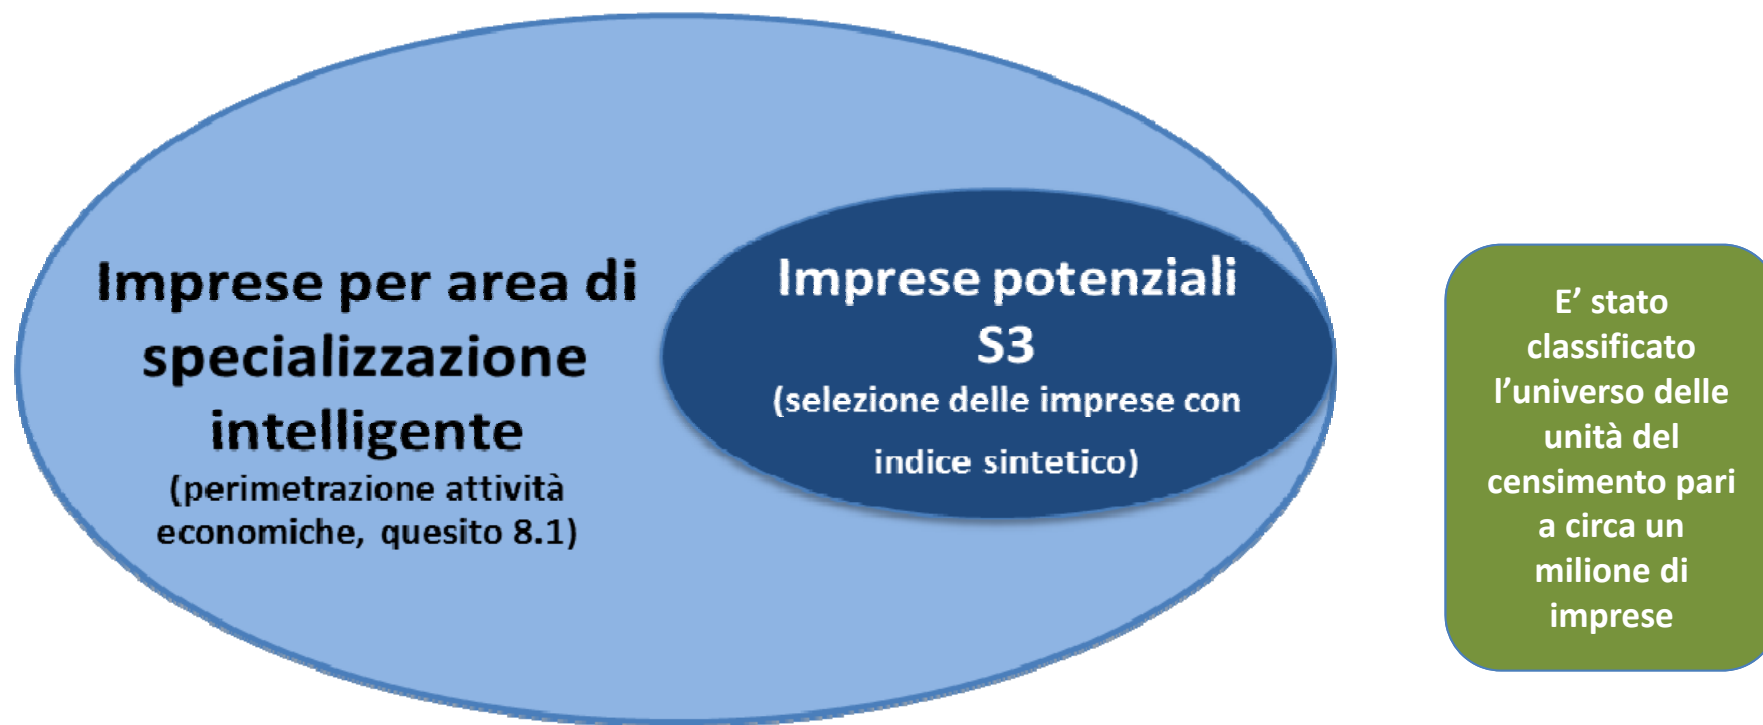 Imprese per area di
specializzazione
intelligente
(perimetrazione attività
economiche, quesito 8.1)
Imprese potenziali
S3
(selezione delle imprese con
indice sintetico)
E’ stato
classificato
l’universo delle
unità del
censimento pari
a circa un
milione di
imprese